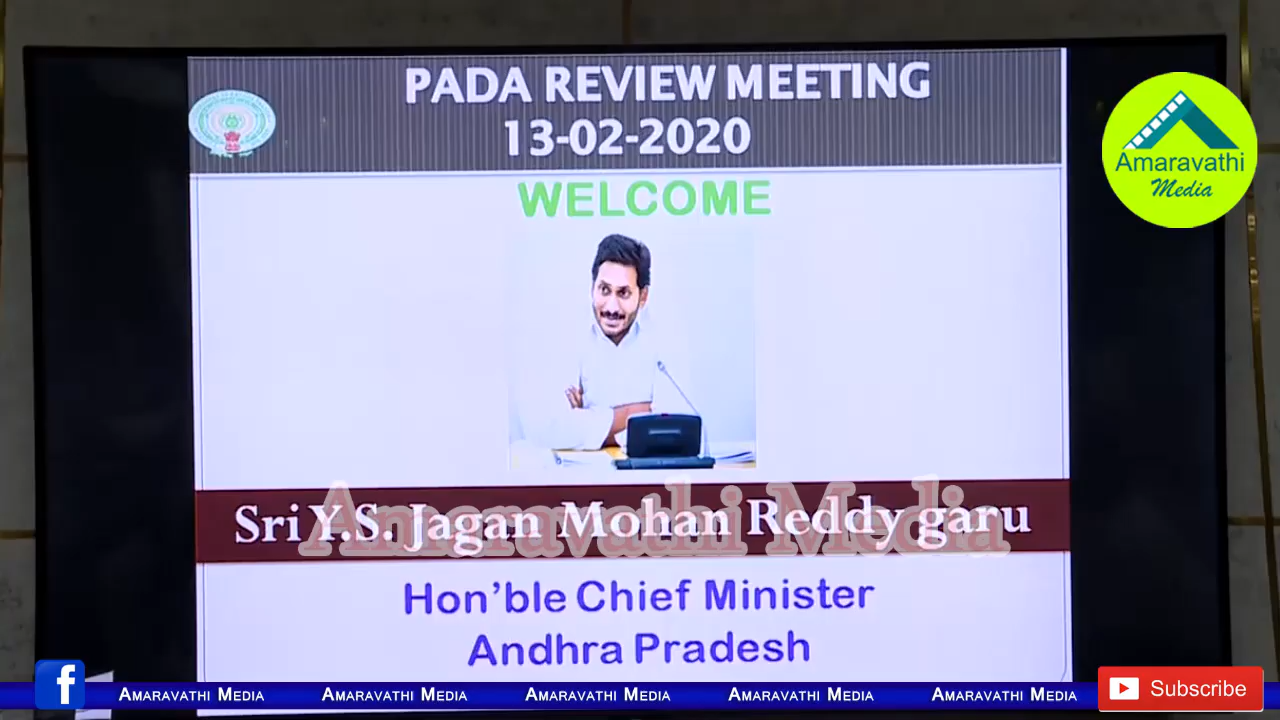 PADA REVIEW MEETING
13-02-2020
WELCOME
Amaravathi
Media
Amaravathi Media
Sri Y.S. Jagan Mohan Reddy garu
Hon'ble Chief Minister
Andhra Pradesh
f
AMARAVATHI MEDIA AMARAVATHI MEDIA AMARAVATHI MEDIA AMARAVATHI MEDIA AMARAVATHI MEDIA
Subscribe